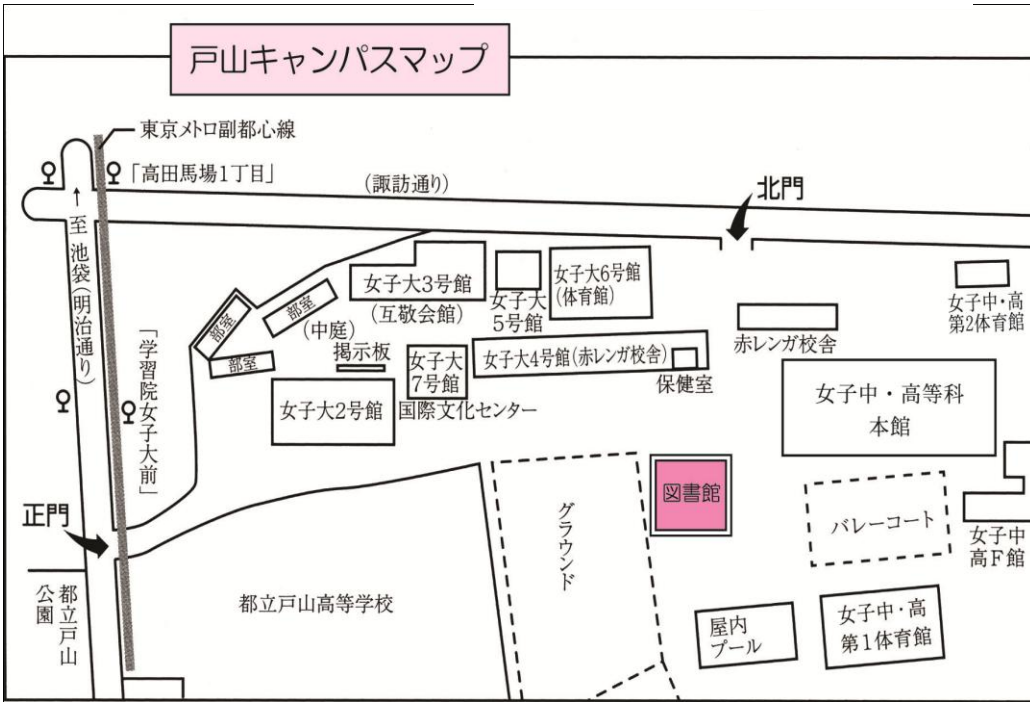 戸山キャンパスマップ
東京メトロ副都心線
「高田馬場1丁目」
(諏訪通り)
北門
↑至 池袋(明治通り)
「学習院女子大前」
正門
都立戸山
公園
部室
部室
部室
(中庭)
掲示板
女子大3号館
(互敬会館)
女子大
5号館
女子大6号館
(体育館)
女子大2号館
女子大
7号館
国際文化センター
女子大4号館(赤レンガ校舎)
保健室
赤レンガ校舎
女子中・高
第2体育館
女子中・高等科
本館
図書館
グラウンド
バレーコート
女子中
高F館
都立戸山高等学校
屋内
プール
女子中・高
第1体育館